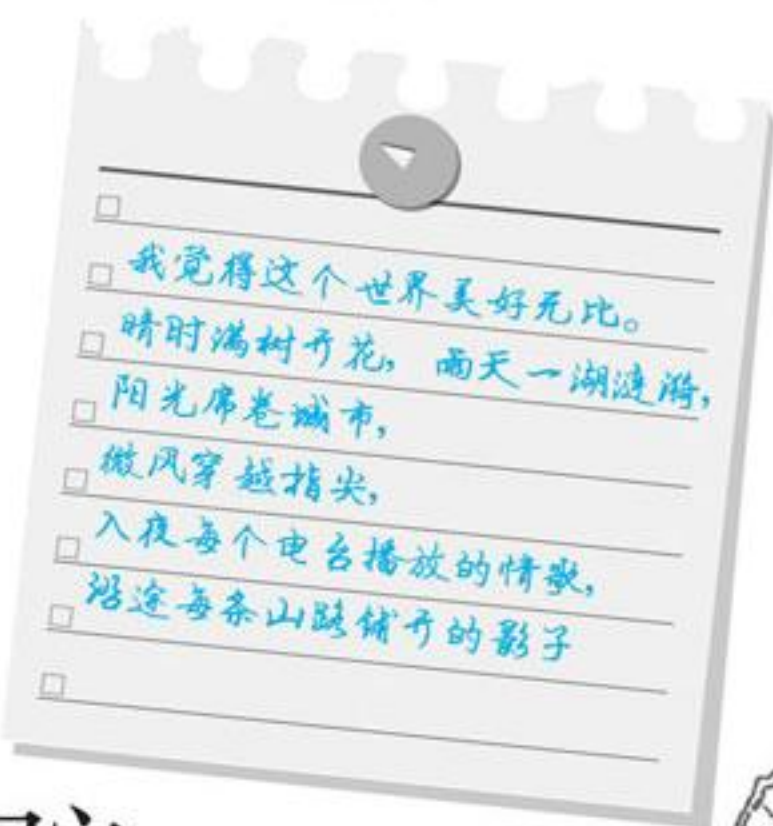 我觉得这个世界美好无比。
晴时满树开花，雨天一湖涟漪，
阳光席卷城市，
微风穿越指尖，
入夜每个电台播放的情歌，
沿途每条山路铺开的影子